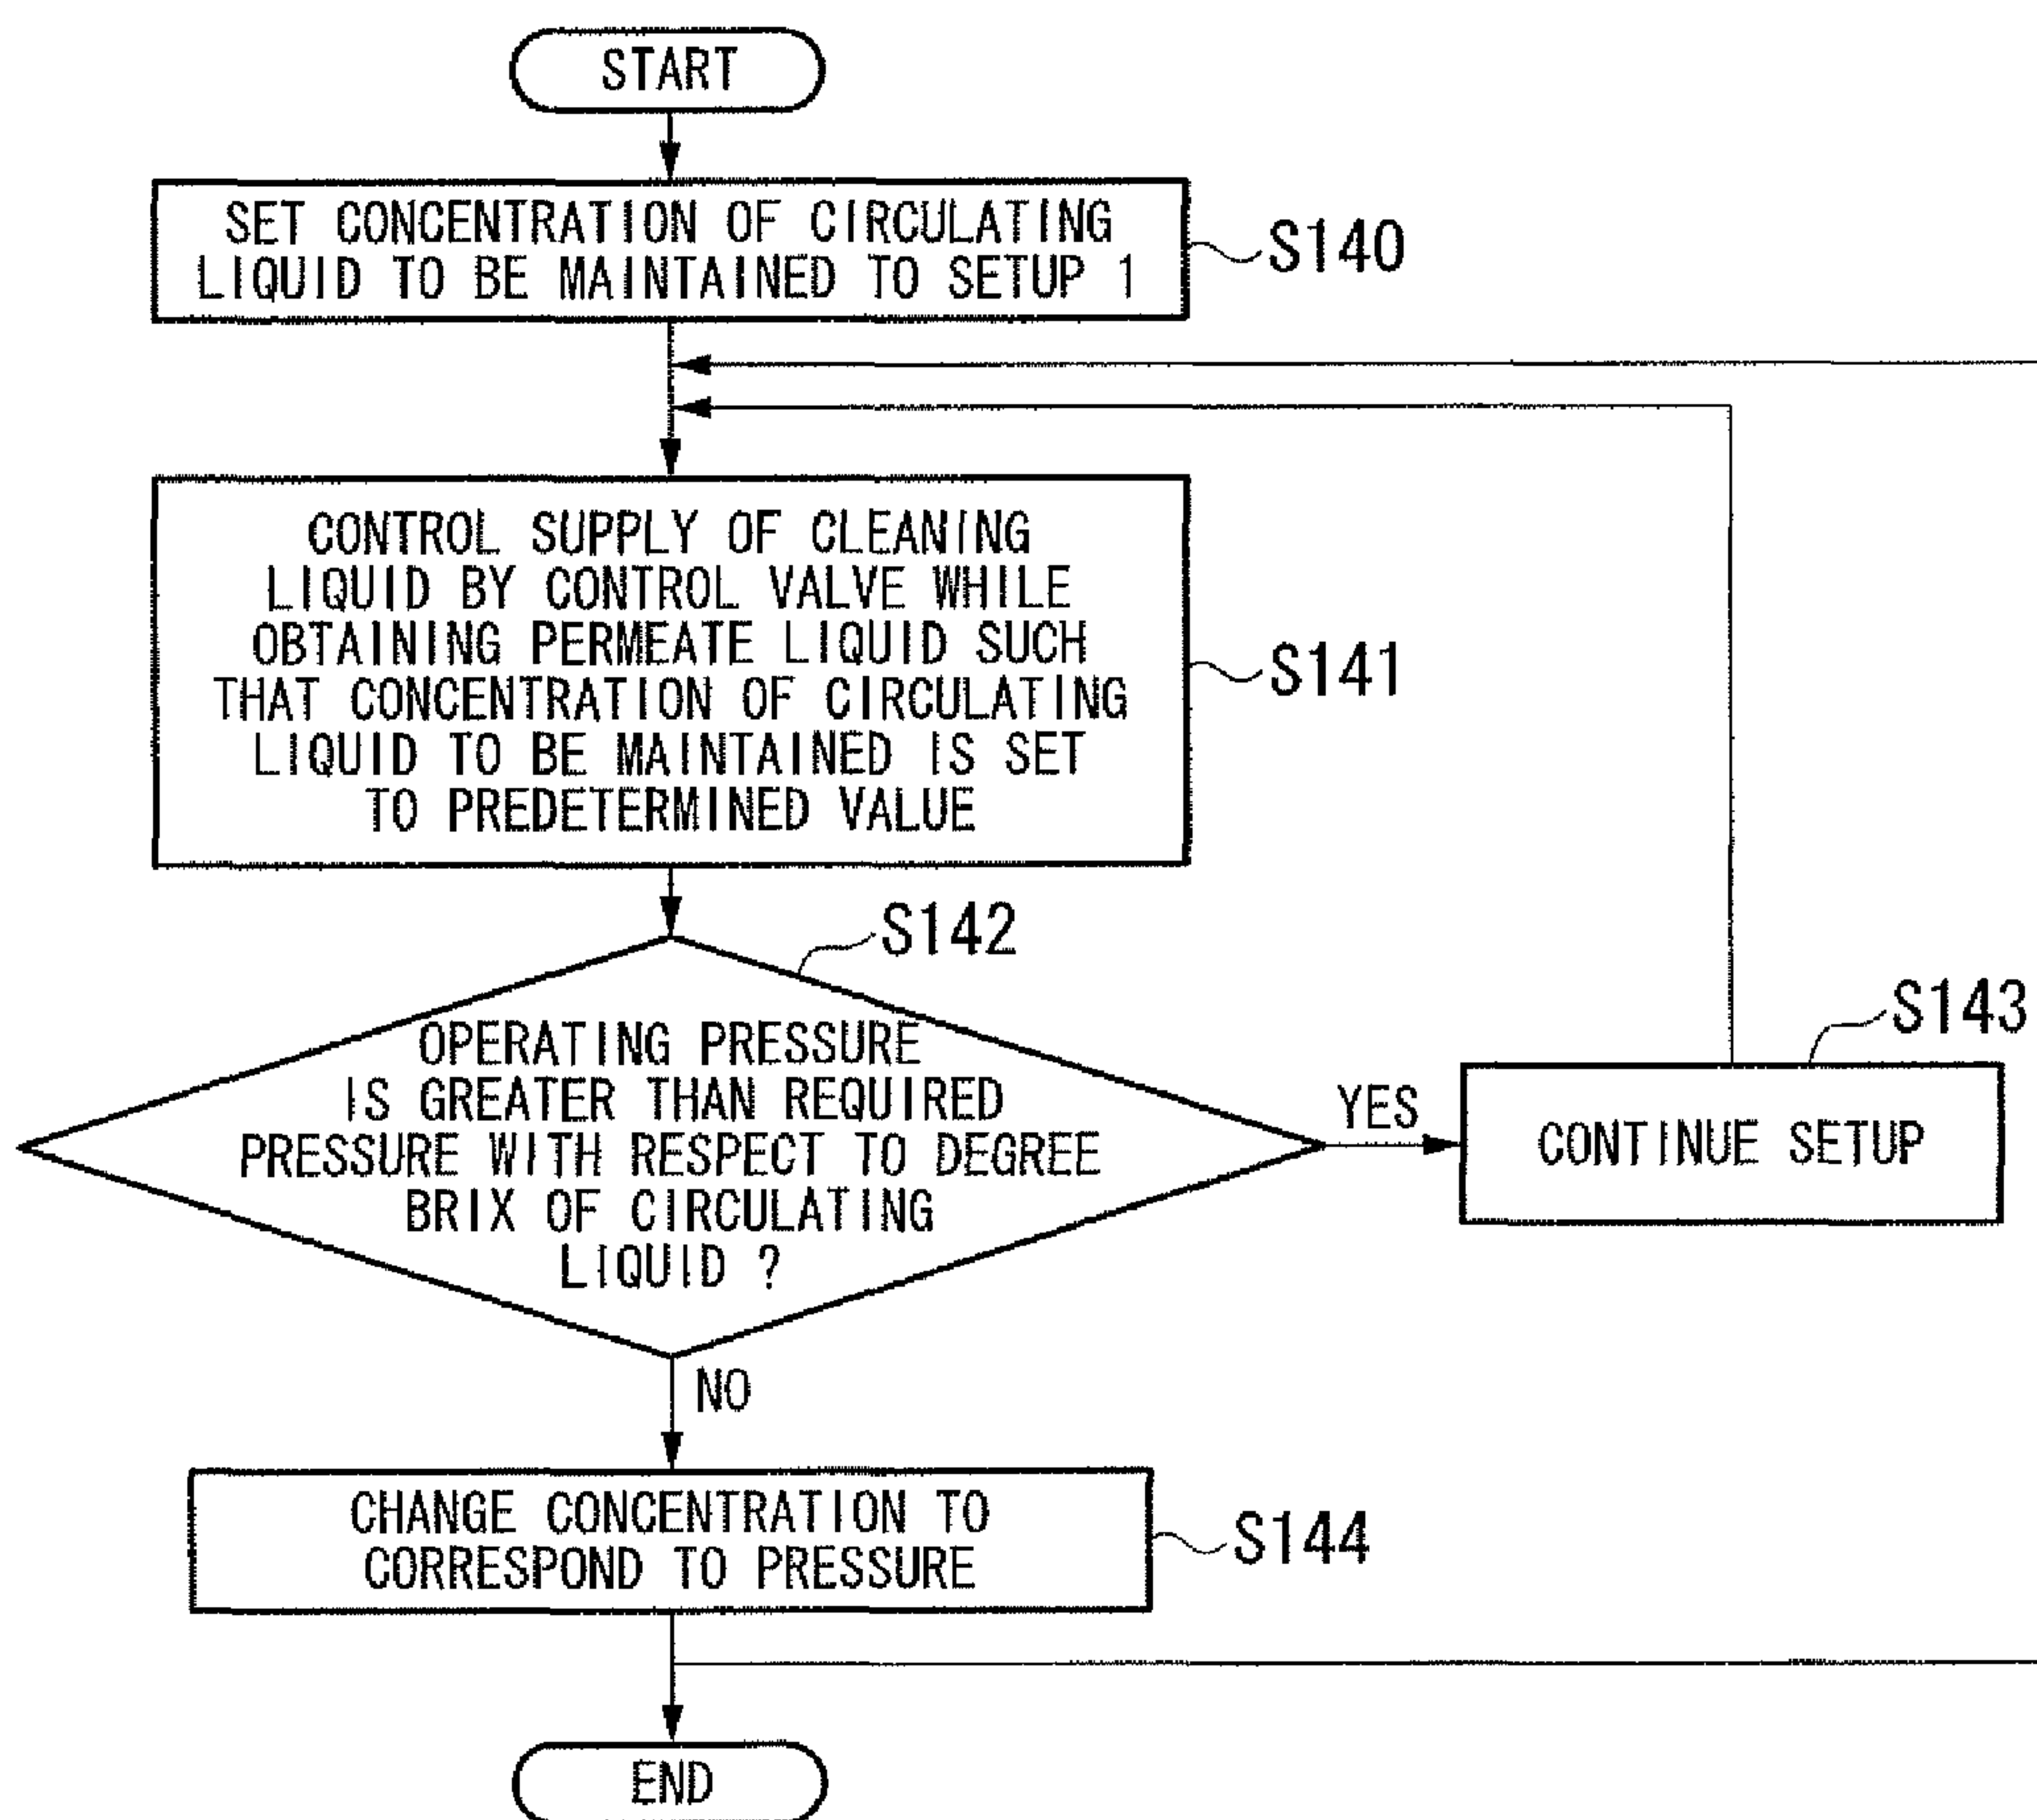 START
SET CONCENTRATION OF CIRCULATING
LIQUID TO BE MAINTAINED TO SETUP 1
S140
CONTROL SUPPLY OF CLEANING
LIQUID BY CONTROL VALVE WHILE
OBTAINING PERMEATE LIQUID SUCH
THAT CONCENTRATION OF CIRCULATING
LIQUID TO BE MAINTAINED IS SET
TO PREDETERMINED VALUE
S141
S142
OPERATING PRESSURE
IS GREATER THAN REQUIRED
PRESSURE WITH RESPECT TO DEGREE
BRIX OF CIRCULATING
LIQUID ?
YES
S143
CONTINUE SETUP
NO
CHANGE CONCENTRATION TO
CORRESPOND TO PRESSURE
S144
END